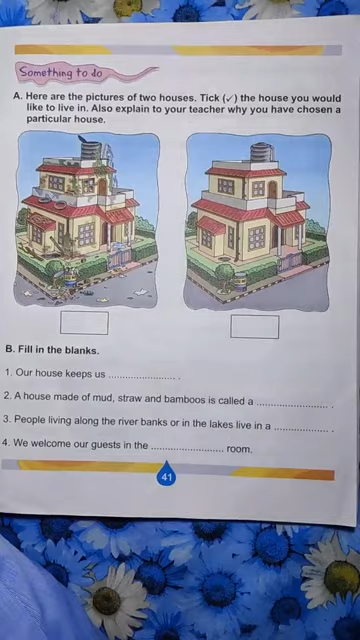 Something to do
A. Here are the pictures of two houses. Tick (✓) the house you would
like to live in. Also explain to your teacher why you have chosen a
particular house.
B. Fill in the blanks.
1. Our house keeps us ........................ .
2. A house made of mud, straw and bamboos is called a ........................ .
3. People living along the river banks or in the lakes live in a ................... .
4. We welcome our guests in the ......................... room.
41